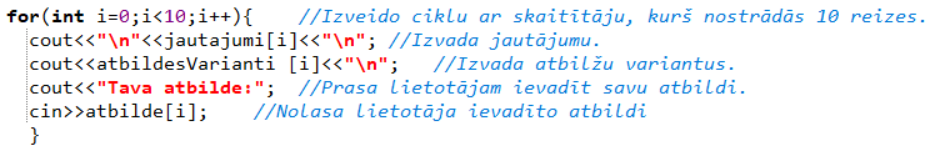 for(int i=0;i<10;i++){ //Izveido ciklu ar skaitītāju, kurš nostrādās 10 reizes.
cout<<"\n"<<jautajumi[i]<<"\n"; //Izvada jautājumu.
cout<<atbildesVarianti [i]<<"\n"; //Izvada atbilžu variantus.
cout<<"Tava atbilde:"; //Prasa lietotājam ievadīt savu atbildi.
cin>>atbilde[i]; //Nolasa lietotāja ievadīto atbildi
}